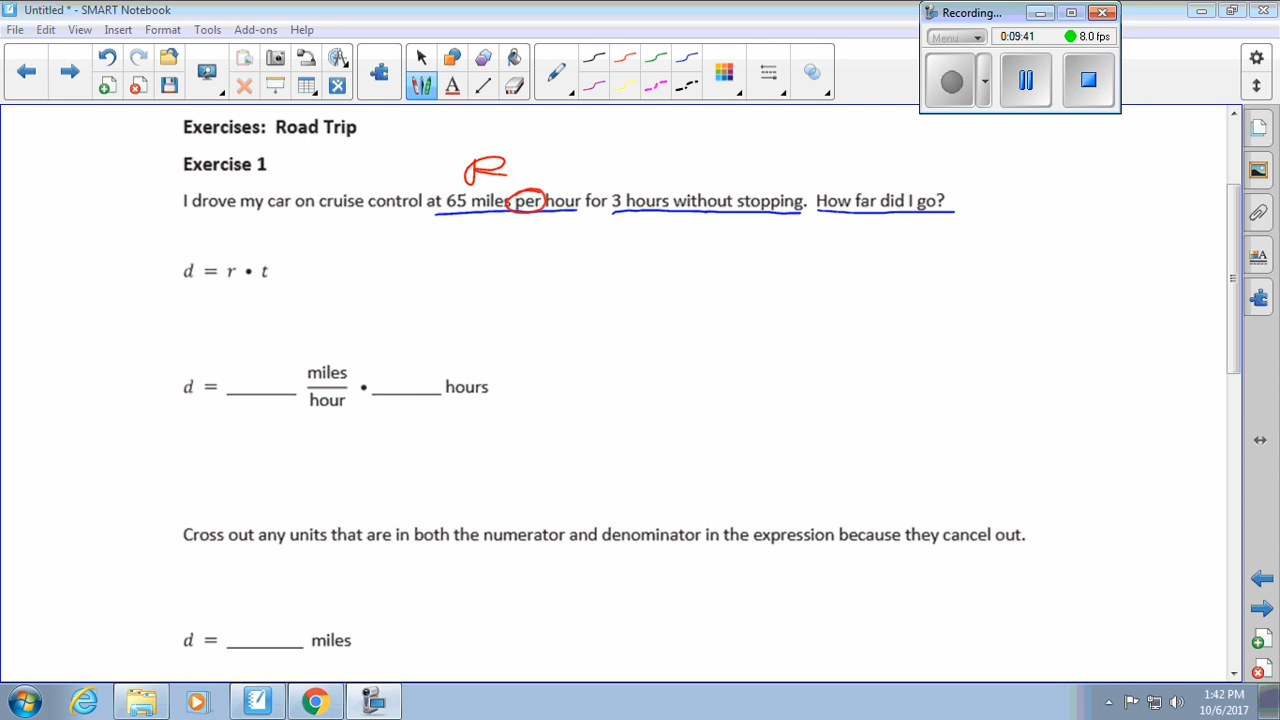 Untitled * - SMART Notebook
File Edit View Insert Format Tools Add-ons Help
Recording...
Menu 0:09:41 8.0 fps
Exercises: Road Trip
Exercise 1
R
I drove my car on cruise control at 65 miles per hour for 3 hours without stopping. How far did I go?
d = r • t
d = ______ miles/hour • ______ hours
Cross out any units that are in both the numerator and denominator in the expression because they cancel out.
d = ______ miles
1:42 PM
10/6/2017